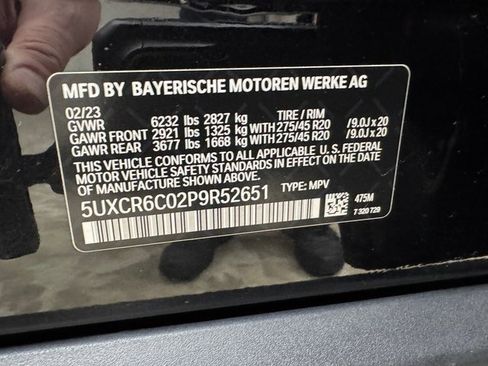 MFD BY BAYERISCHE MOTOREN WERKE AG
02/23
GVWR 6232 lbs 2827 kg TIRE / RIM
GAWR FRONT 2921 lbs 1325 kg WITH 275/45 R20 /9.0J x 20
GAWR REAR 3677 lbs 1668 kg WITH 275/45 R20 /9.0J x 20
THIS VEHICLE CONFORMS TO ALL APPLICABLE U.S. FEDERAL
MOTOR VEHICLE SAFETY STANDARDS IN EFFECT ON THE
DATE OF MANUFACTURE SHOWN ABOVE.
5UXCR6C02P9R52651 TYPE: MPV
475M
7 320 729